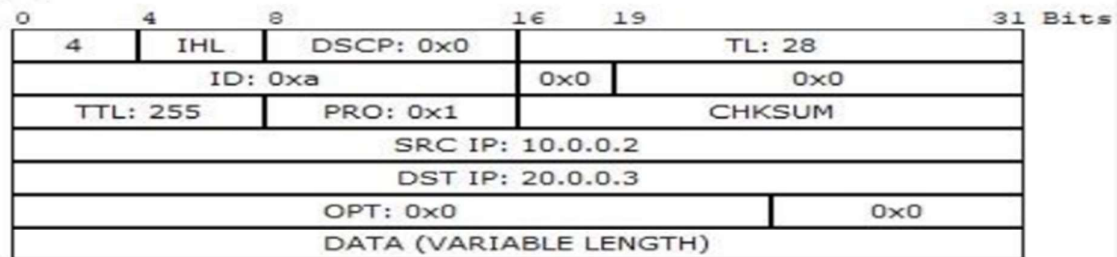 0 4 8 16 19 31 Bits
4 IHL DSCP: 0x0 TL: 28
ID: 0xa 0x0 0x0
TTL: 255 PRO: 0x1 CHKSUM
SRC IP: 10.0.0.2
DST IP: 20.0.0.3
OPT: 0x0 0x0
DATA (VARIABLE LENGTH)